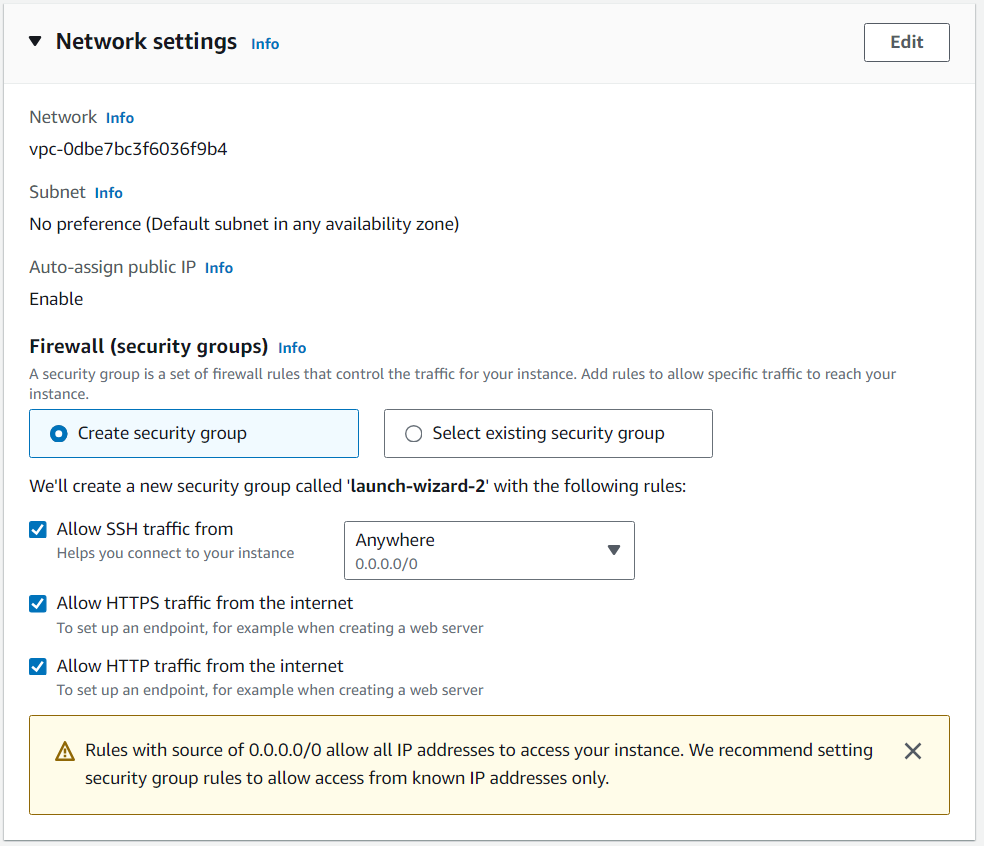 Network settings Info
Edit
Network Info
vpc-0dbe7bc3f6036f9b4
Subnet Info
No preference (Default subnet in any availability zone)
Auto-assign public IP Info
Enable
Firewall (security groups) Info
A security group is a set of firewall rules that control the traffic for your instance. Add rules to allow specific traffic to reach your
instance.
Create security group
Select existing security group
We'll create a new security group called 'launch-wizard-2' with the following rules:
Allow SSH traffic from
Helps you connect to your instance
Anywhere
0.0.0.0/0
Allow HTTPS traffic from the internet
To set up an endpoint, for example when creating a web server
Allow HTTP traffic from the internet
To set up an endpoint, for example when creating a web server
Rules with source of 0.0.0.0/0 allow all IP addresses to access your instance. We recommend setting
security group rules to allow access from known IP addresses only.